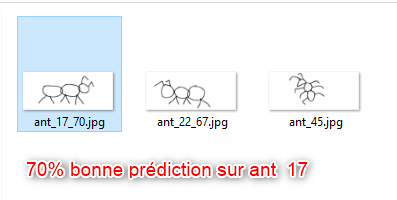 ant_17_70.jpg
ant_22_67.jpg
ant_45.jpg
70% bonne prédiction sur ant 17